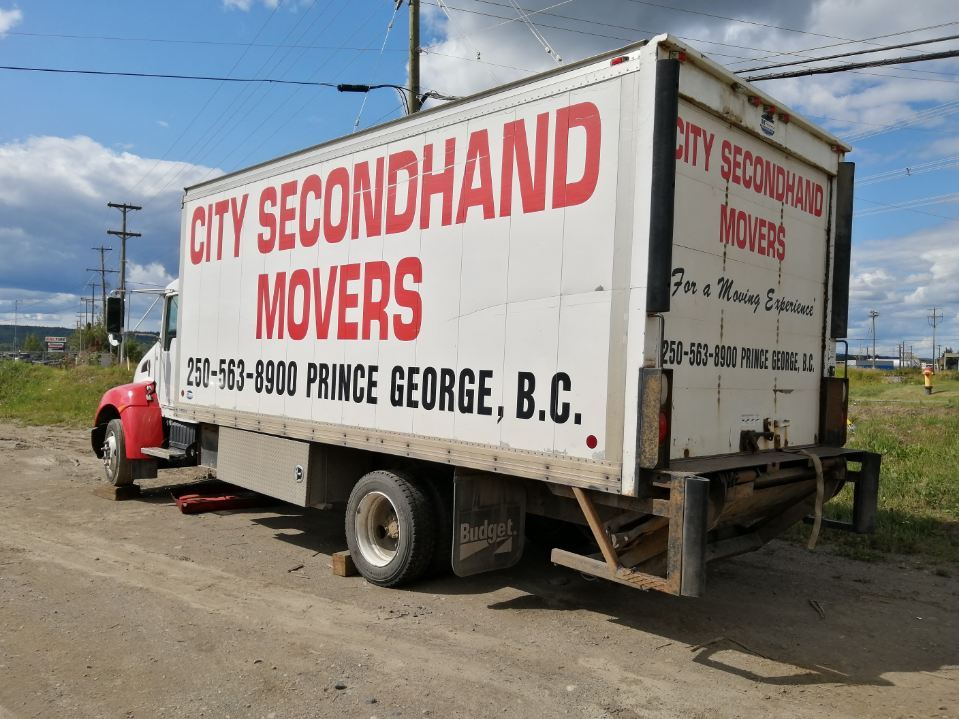 CITY SECONDHAND
MOVERS
250-563-8900 PRINCE GEORGE, B.C.
Budget.
CITY SECONDHAND
MOVERS
For a Moving Experience'
250-563-8900 PRINCE GEORGE, B.C.